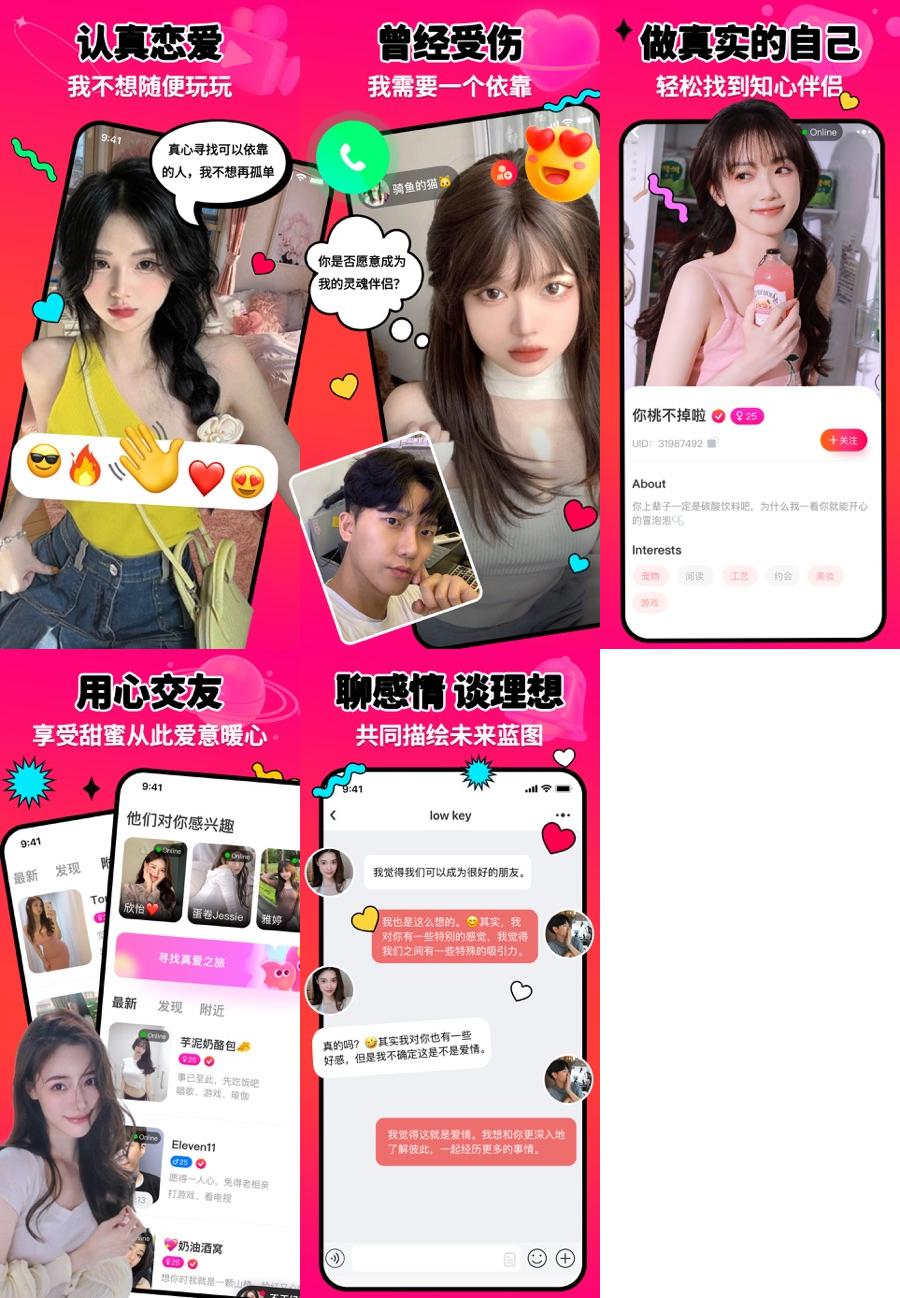 认真恋爱
我不想随便玩玩
9:41
真心寻找可以依靠
的人，我不想再孤单
曾经受伤
我需要一个依靠
骑鱼的猫🐱
你是否愿意成为
我的灵魂伴侣?
做真实的自己
轻松找到知心伴侣
Online
你桃不掉啦
♀25
UID: 31987492
+关注
About
你上辈子一定是碳酸饮料吧，为什么我一看你就能开心
的冒泡泡🫧
Interests
宠物 阅读 工艺 约会 美妆
游戏
用心交友
享受甜蜜从此爱意暖心
9:41
最新 发现
9:41
他们对你感兴趣
Online Online
欣怡❤️ 蛋卷Jessie 雅婷
寻找真爱之旅
最新 发现 附近
Online
芋泥奶酪包🧀
♀25
事已至此，先吃饭吧
唱歌、游戏、瑜伽
Online
Eleven11
♂25
愿得一人心，免得老相亲
打游戏、看电视
💖奶油酒窝
♀25
聊感情 谈理想
共同描绘未来蓝图
9:41
low key
我觉得我们可以成为很好的朋友。
我也是这么想的。😊其实，我
对你有一些特别的感觉，我觉得
我们之间有一些特殊的吸引力。
真的吗？🤣其实我对你也有一些
好感，但是我不确定这是不是爱情。
我觉得这就是爱情。我想和你更深入地
了解彼此，一起经历更多的事情。